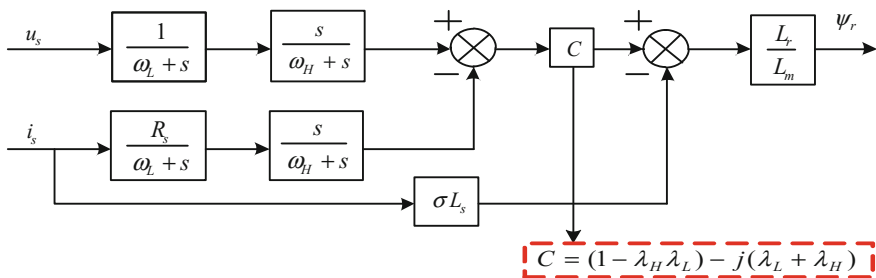 u_s
1 / (ω_L + s)
s / (ω_H + s)
+
−
C
+
−
L_r / L_m
ψ_r
i_s
R_s / (ω_L + s)
s / (ω_H + s)
σL_s
C = (1 − λ_H λ_L) − j(λ_L + λ_H)